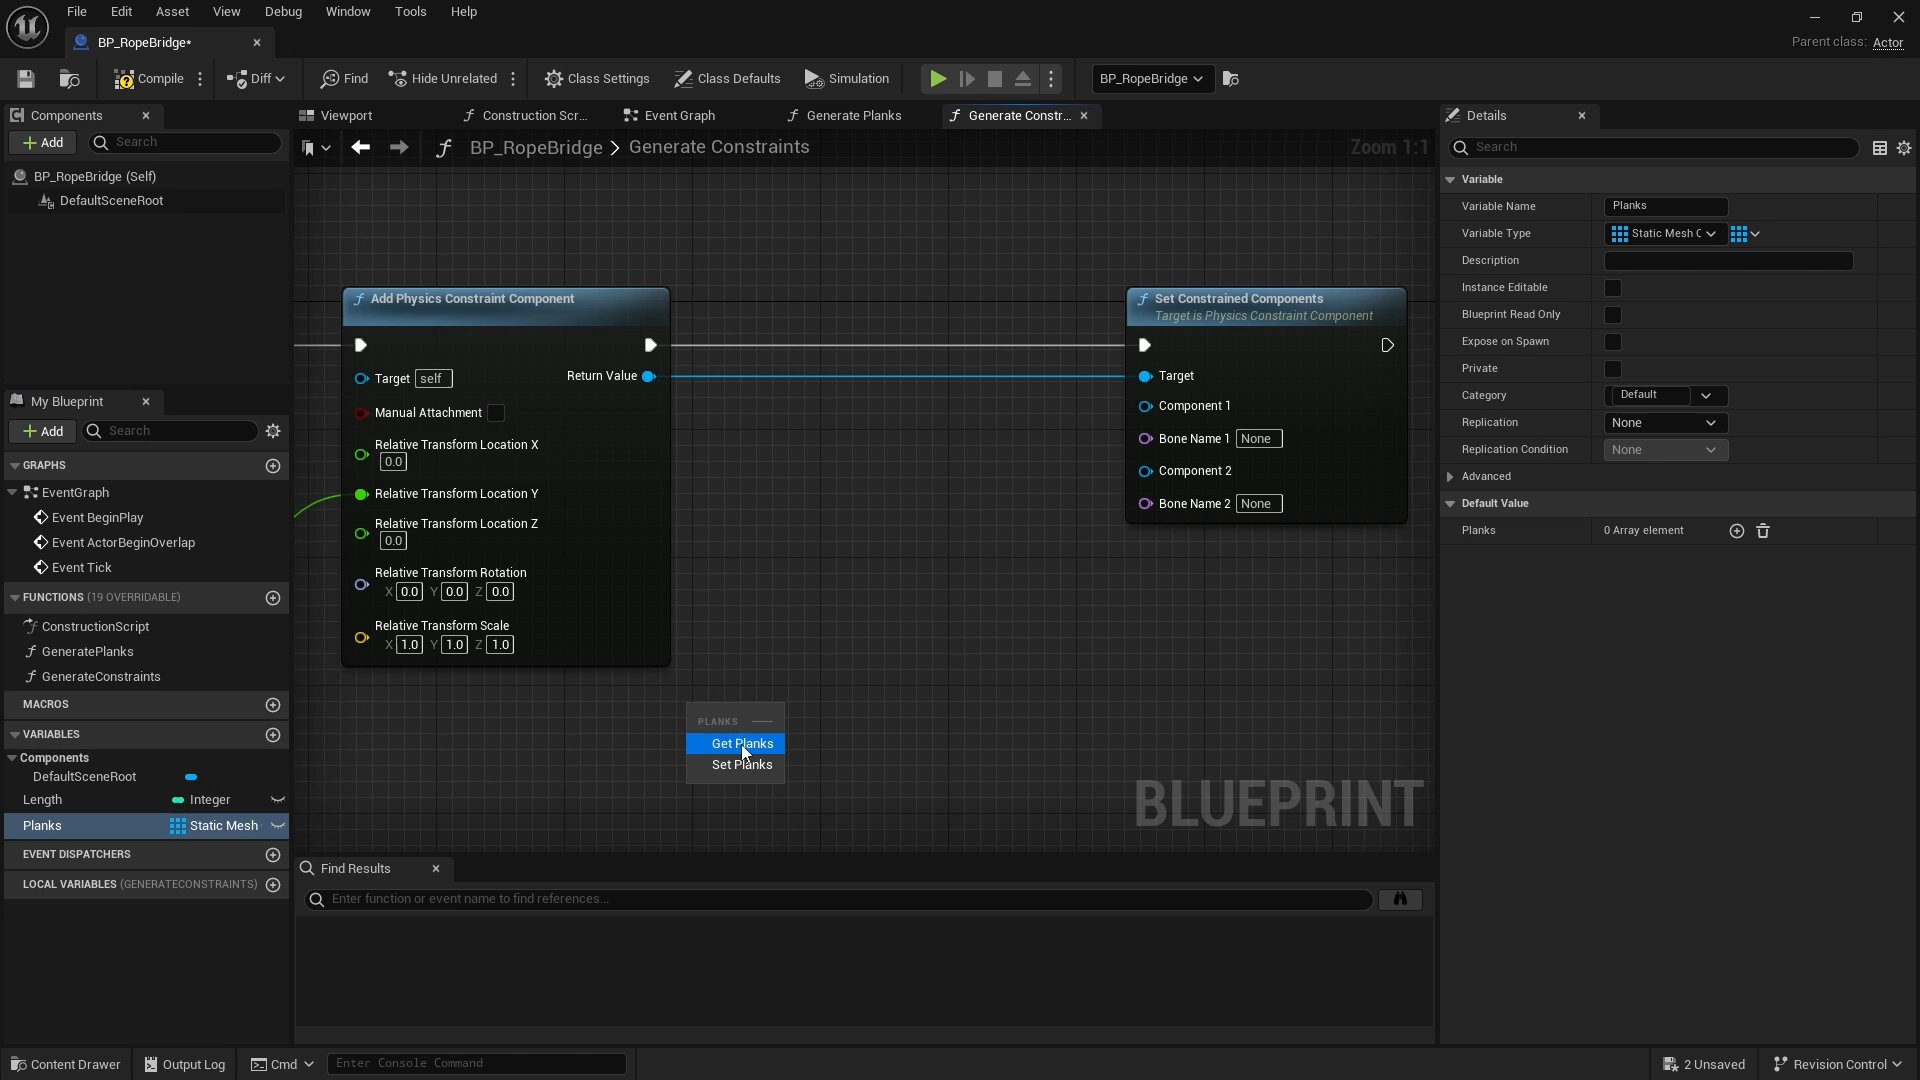 File Edit Asset View Debug Window Tools Help
BP_RopeBridge*
Parent class: Actor
Compile Diff Find Hide Unrelated Class Settings Class Defaults Simulation BP_RopeBridge
Components
Add Search
BP_RopeBridge (Self)
DefaultSceneRoot
My Blueprint
Add Search
GRAPHS
EventGraph
Event BeginPlay
Event ActorBeginOverlap
Event Tick
FUNCTIONS (19 OVERRIDABLE)
ConstructionScript
GeneratePlanks
GenerateConstraints
MACROS
VARIABLES
Components
DefaultSceneRoot
Length Integer
Planks Static Mesh
EVENT DISPATCHERS
LOCAL VARIABLES (GENERATECONSTRAINTS)
Viewport Construction Scr... Event Graph Generate Planks Generate Constr...
BP_RopeBridge > Generate Constraints
Zoom 1:1
Add Physics Constraint Component
Target self
Return Value
Manual Attachment
Relative Transform Location X
0.0
Relative Transform Location Y
Relative Transform Location Z
0.0
Relative Transform Rotation
X 0.0 Y 0.0 Z 0.0
Relative Transform Scale
X 1.0 Y 1.0 Z 1.0
Set Constrained Components
Target is Physics Constraint Component
Target
Component 1
Bone Name 1 None
Component 2
Bone Name 2 None
PLANKS
Get Planks
Set Planks
BLUEPRINT
Find Results
Enter function or event name to find references...
Details
Search
Variable
Variable Name Planks
Variable Type Static Mesh C
Description
Instance Editable
Blueprint Read Only
Expose on Spawn
Private
Category Default
Replication None
Replication Condition None
Advanced
Default Value
Planks 0 Array element
Content Drawer Output Log Cmd Enter Console Command
2 Unsaved Revision Control